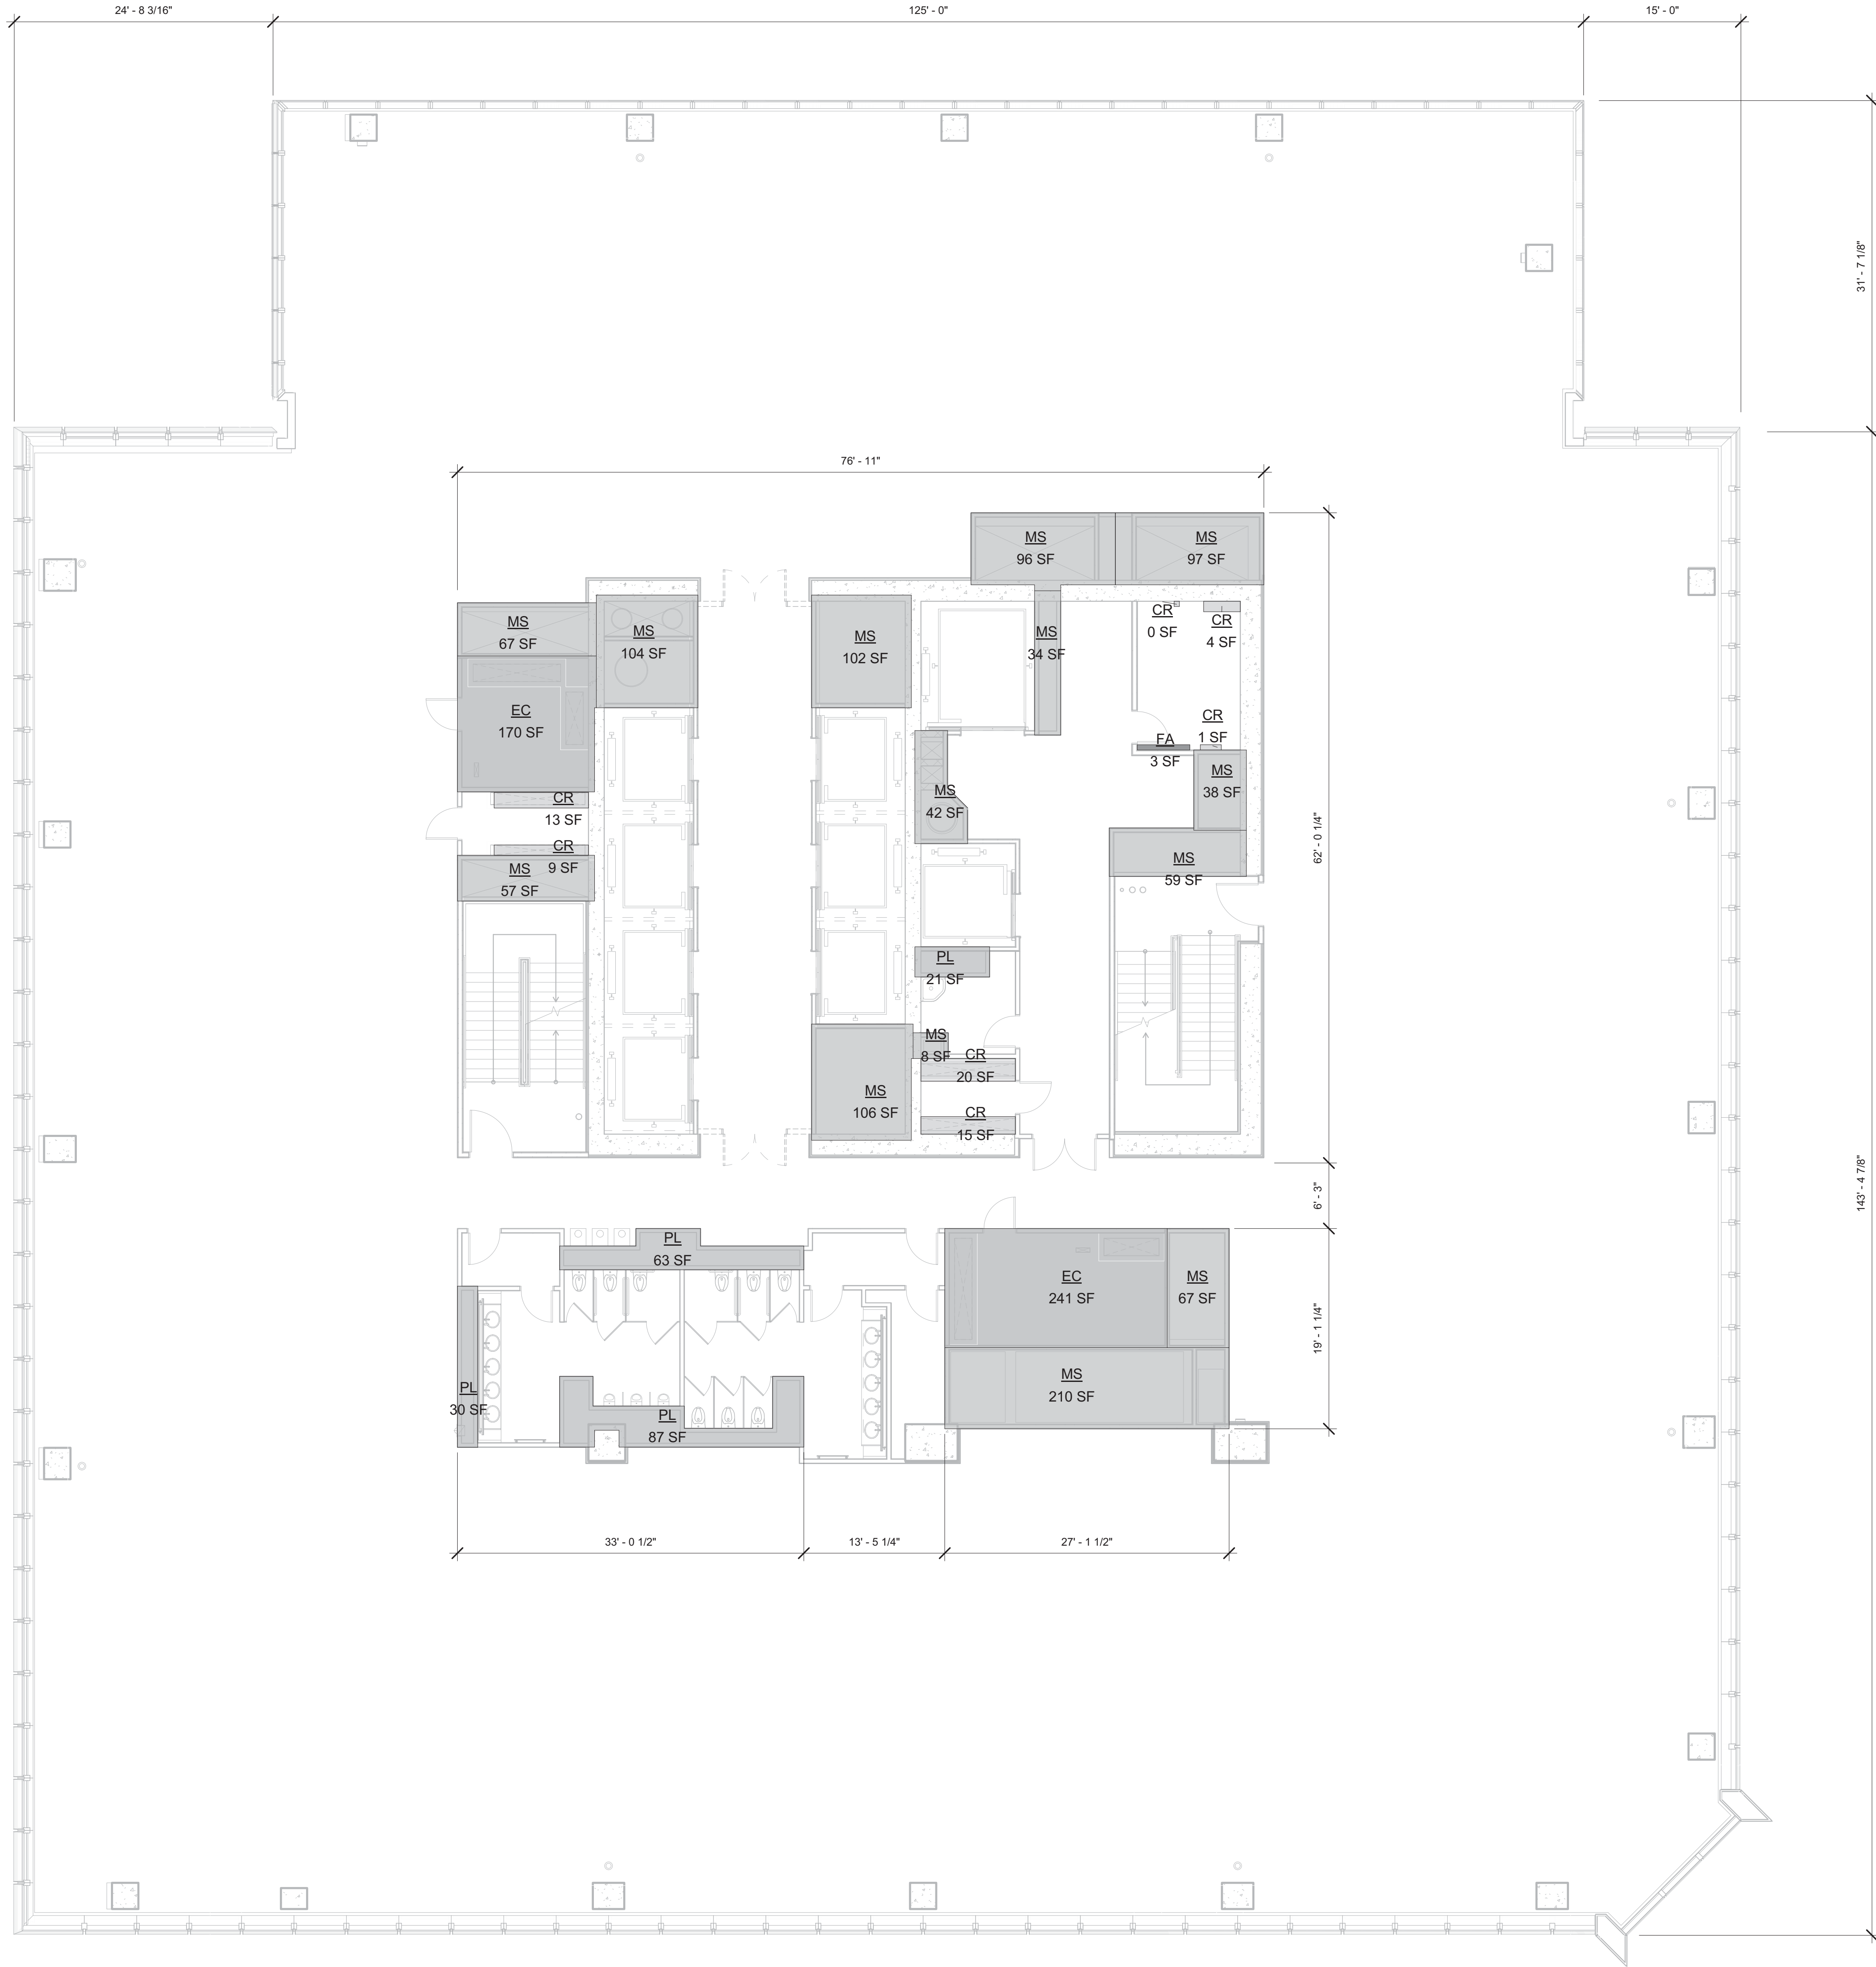 24' - 8 3/16"
125' - 0"
15' - 0"
31' - 7 1/8"
76' - 11"
MS
96 SF
MS
97 SF
MS
67 SF
MS
104 SF
MS
102 SF
MS
34 SF
CR
0 SF
CR
4 SF
EC
170 SF
CR
1 SF
FA
3 SF
MS
38 SF
CR
13 SF
MS
42 SF
62' - 0 1/4"
CR
9 SF
MS
57 SF
MS
59 SF
PL
21 SF
MS
8 SF
CR
20 SF
MS
106 SF
CR
15 SF
6' - 3"
143' - 4 7/8"
PL
63 SF
EC
241 SF
MS
67 SF
19' - 1 1/4"
MS
210 SF
PL
30 SF
PL
87 SF
33' - 0 1/2"
13' - 5 1/4"
27' - 1 1/2"